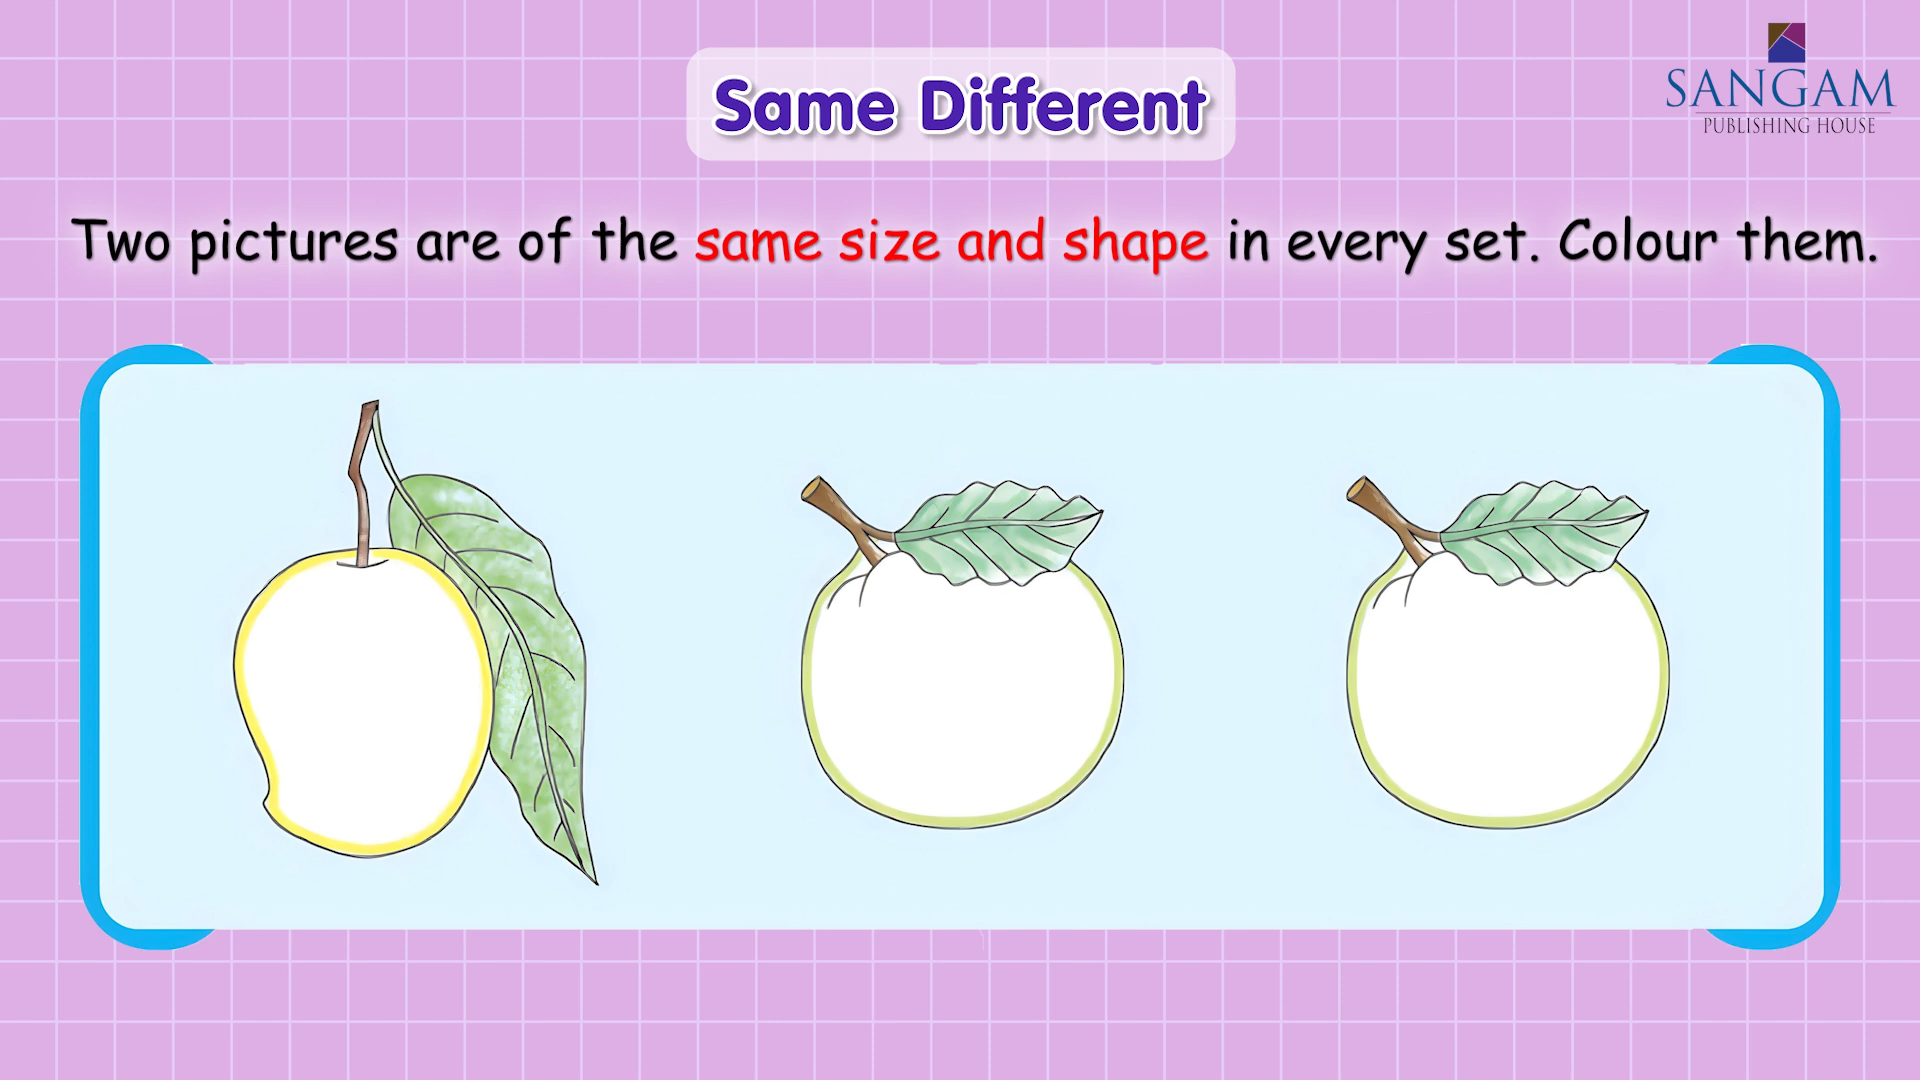 SANGAM
PUBLISHING HOUSE
Same Different
Two pictures are of the same size and shape in every set. Colour them.